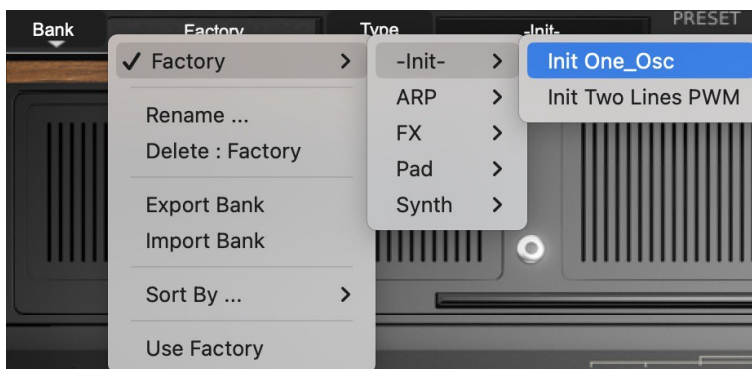 PRESET
Bank Factory Type -Init-
✓ Factory >
Rename ...
Delete : Factory
Export Bank
Import Bank
Sort By ... >
Use Factory
-Init- >
ARP >
FX >
Pad >
Synth >
Init One_Osc
Init Two Lines PWM